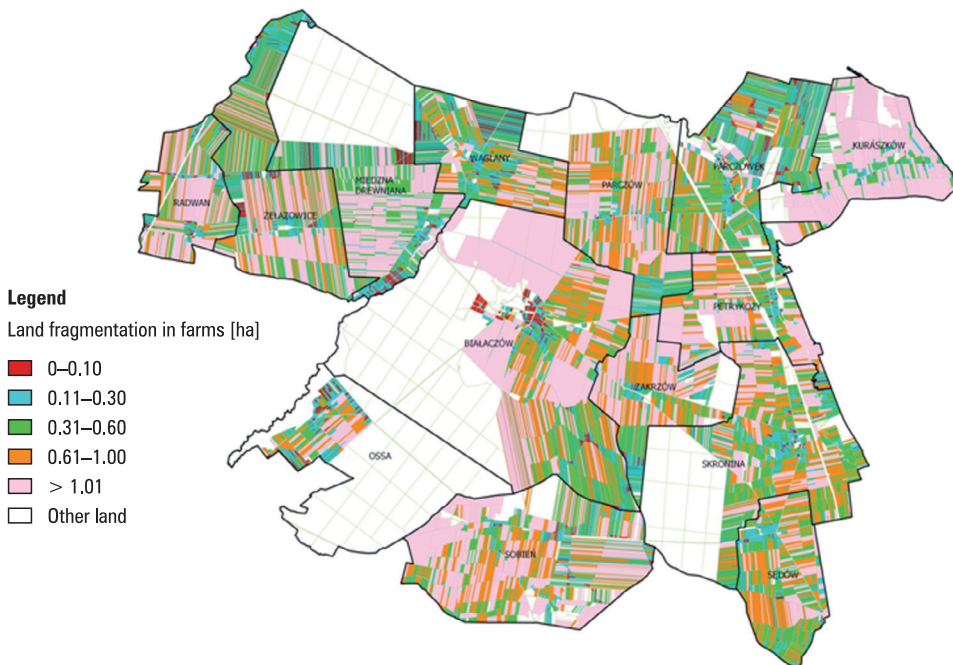 WĄGLANY
KURASZKÓW
PARCZÓWEK
MIEDZNA
DREWNIANA
PARCZÓW
RADWAN
ŻELAZOWICE
Legend
Land fragmentation in farms [ha]
0–0.10
0.11–0.30
0.31–0.60
0.61–1.00
> 1.01
Other land
PETRYKOZY
BIAŁACZÓW
ZAKRZÓW
OSSA
SKRONINA
SOBIEŃ
SĘDÓW